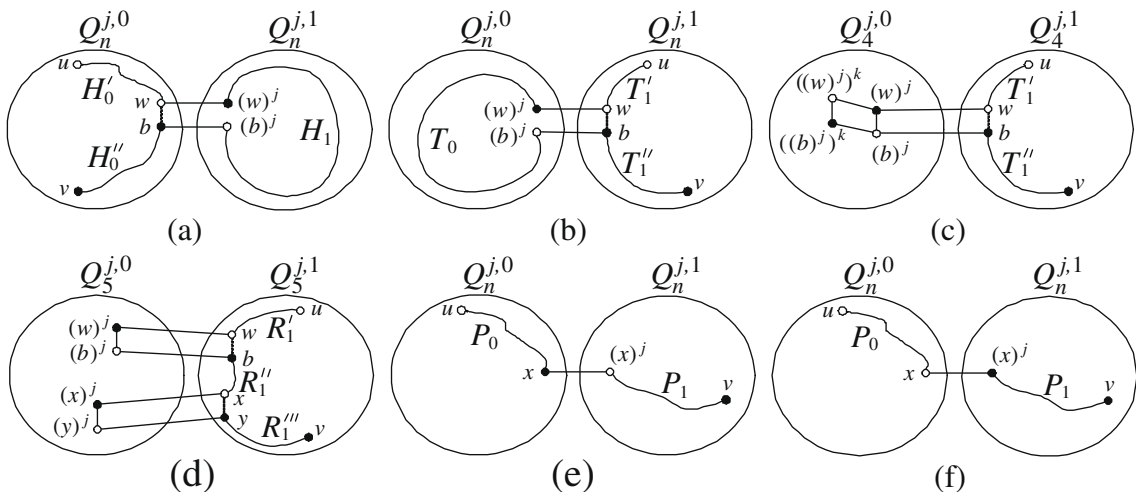 Q_n^{j,0} Q_n^{j,1} Q_n^{j,0} Q_n^{j,1} Q_4^{j,0} Q_4^{j,1}
u H_0' w (w)^j b (b)^j H_1 H_0'' v
T_0 (w)^j (b)^j u T_1' w b T_1'' v
((w)^j)^k (w)^j ((b)^j)^k (b)^j u T_1' w b T_1'' v
(a) (b) (c)
Q_5^{j,0} Q_5^{j,1} Q_n^{j,0} Q_n^{j,1} Q_n^{j,0} Q_n^{j,1}
(w)^j (b)^j (x)^j (y)^j R_1' u w b R_1'' x y R_1''' v
u P_0 x (x)^j P_1 v
u P_0 x (x)^j P_1 v
(d) (e) (f)